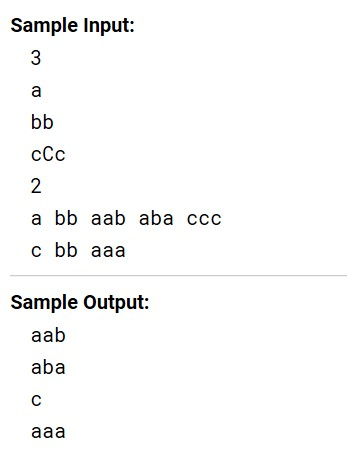 Sample Input:
3
a
bb
cCc
2
a bb aab aba ccc
c bb aaa
Sample Output:
aab
aba
c
aaa